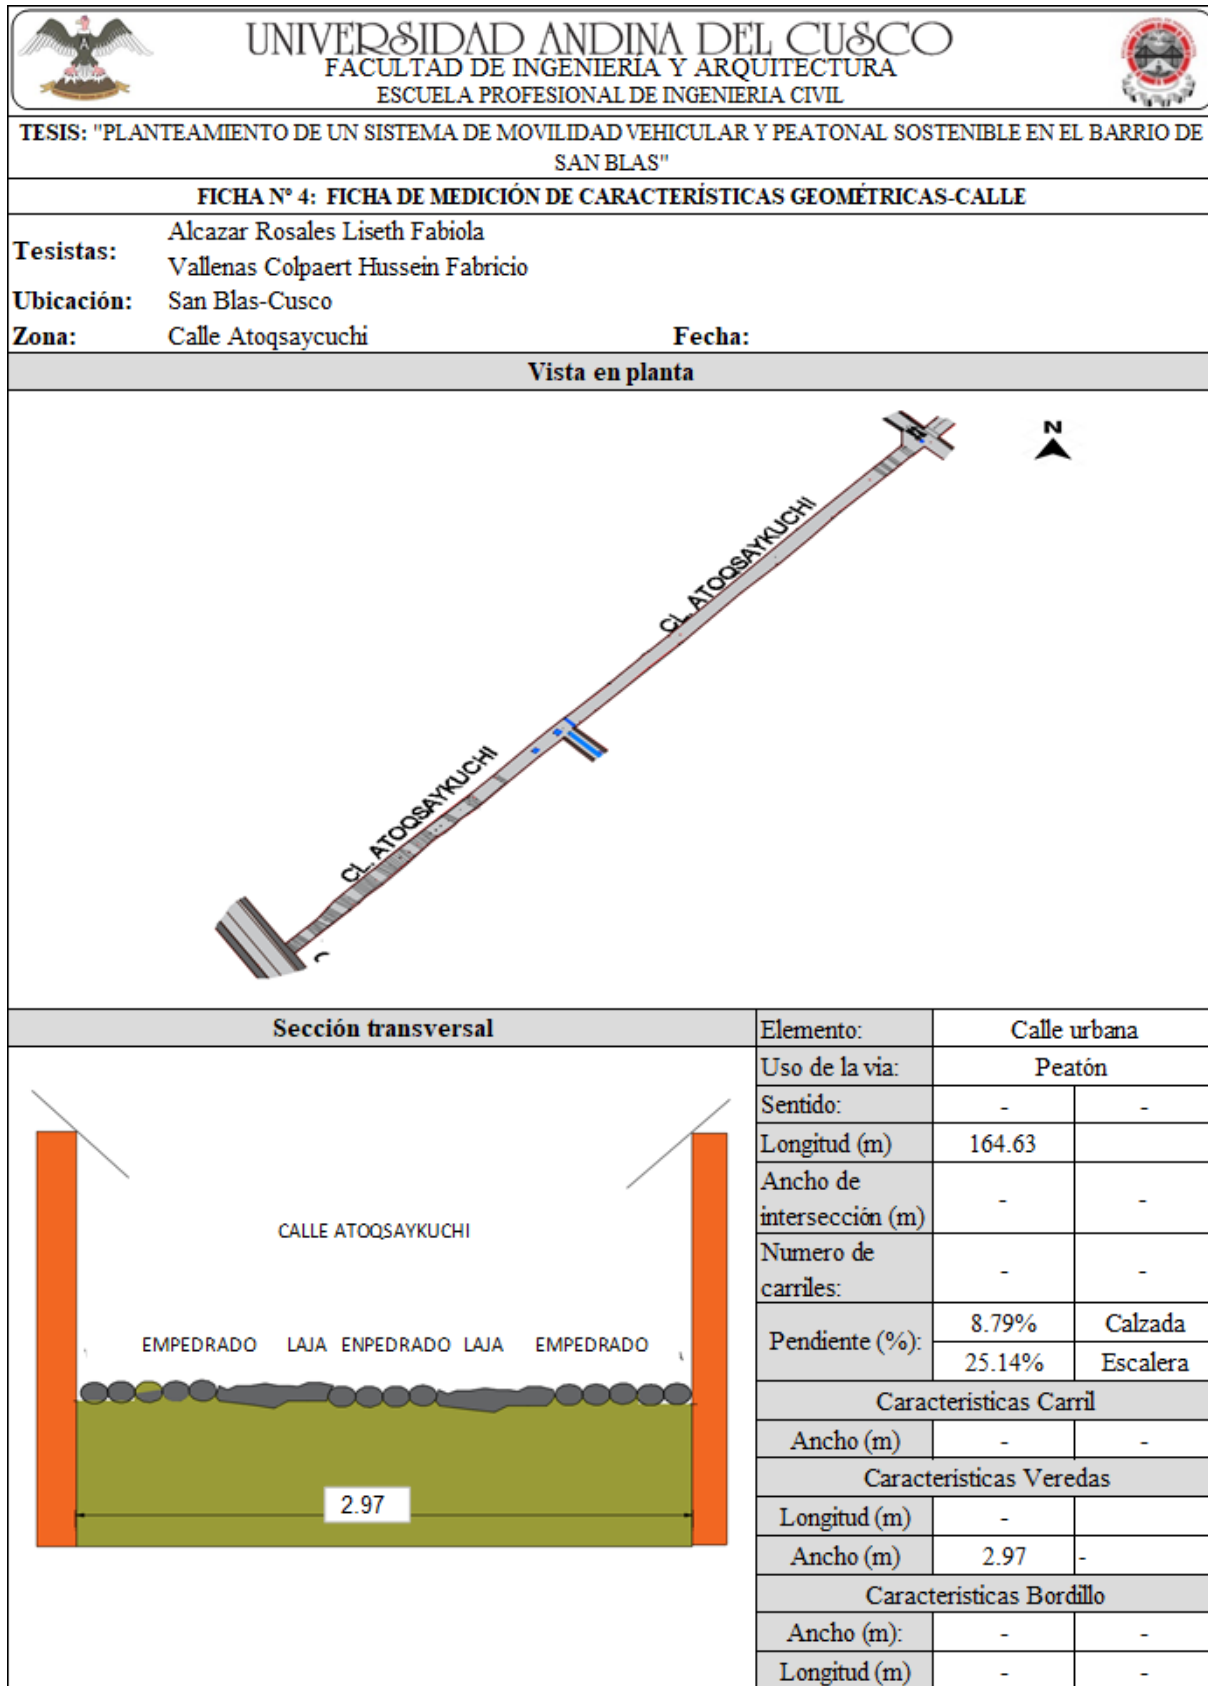 UNIVERSIDAD ANDINA DEL CUSCO
FACULTAD DE INGENIERIA Y ARQUITECTURA
ESCUELA PROFESIONAL DE INGENIERIA CIVIL
TESIS: "PLANTEAMIENTO DE UN SISTEMA DE MOVILIDAD VEHICULAR Y PEATONAL SOSTENIBLE EN EL BARRIO DE
SAN BLAS"
FICHA Nº 4: FICHA DE MEDICIÓN DE CARACTERÍSTICAS GEOMÉTRICAS-CALLE
Tesistas: Alcazar Rosales Liseth Fabiola
Vallenas Colpaert Hussein Fabricio
Ubicación: San Blas-Cusco
Zona: Calle Atoqsaycuchi Fecha:
Vista en planta
N
CL. ATOQSAYKUCHI
CL. ATOQSAYKUCHI
Sección transversal
CALLE ATOQSAYKUCHI
EMPEDRADO LAJA ENPEDRADO LAJA EMPEDRADO
2.97
Elemento: Calle urbana
Uso de la via: Peatón
Sentido: - -
Longitud (m) 164.63
Ancho de
intersección (m) - -
Numero de
carriles: - -
Pendiente (%): 8.79% Calzada
25.14% Escalera
Caracteristicas Carril
Ancho (m) - -
Características Veredas
Longitud (m) -
Ancho (m) 2.97 -
Características Bordillo
Ancho (m): - -
Longitud (m) - -